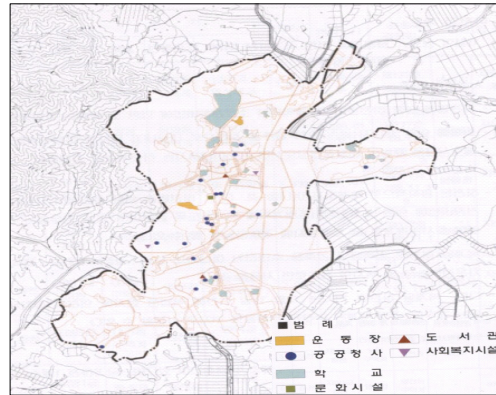 범 례
운 동 장
도 서 관
공 공 청 사
사회복지시설
학 교
문 화 시 설